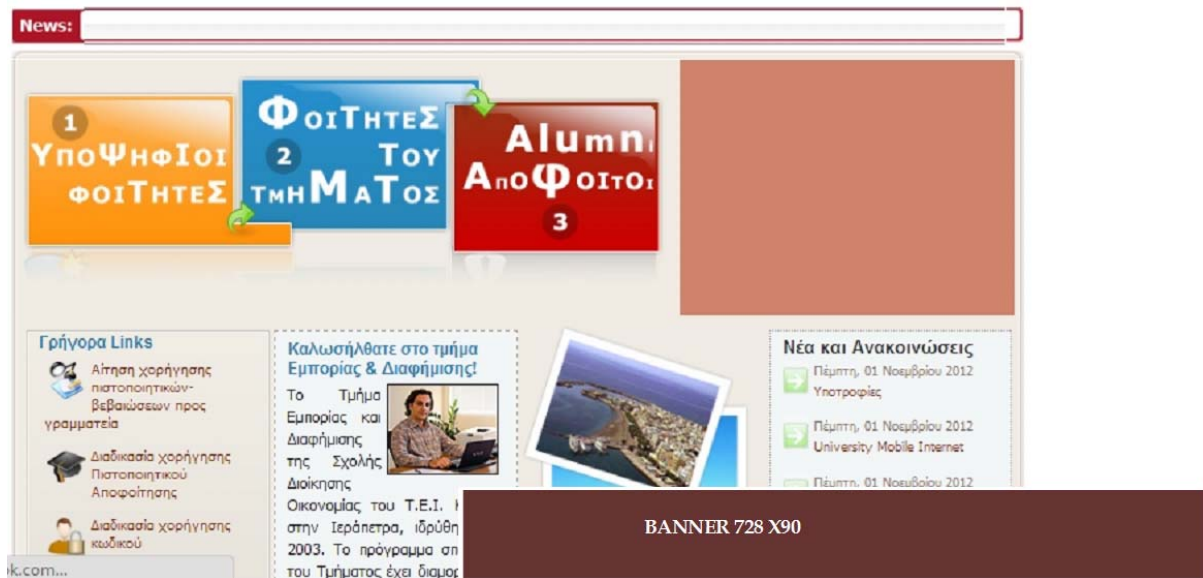 News:
1
ΥποΨηφΙοι
φοιΤητεΣ
ΦοιΤητεΣ
2 Του
τμηΜαΤος
Alumni
ΑποΦοιτοι
3
Γρήγορα Links
Αίτηση χορήγησης
πιστοποιητικών-
βεβαιώσεων προς
γραμματεία
Διαδικασία χορήγησης
Πιστοποιητικού
Αποφοίτησης
Διαδικασία χορήγησης
κωδικού
ok.com...
Καλωσήλθατε στο τμήμα
Εμπορίας & Διαφήμισης!
Το Τμήμα
Εμπορίας και
Διαφήμισης
της Σχολής
Διοίκησης
Οικονομίας του Τ.Ε.Ι.
στην Ιεράπετρα, ιδρύθη
2003. Το πρόγραμμα σπ
του Τμήματος έχει διαμορ
Νέα και Ανακοινώσεις
Πέμπτη, 01 Νοεμβρίου 2012
Υποτροφίες
Πέμπτη, 01 Νοεμβρίου 2012
University Mobile Internet
Πέμπτη, 01 Νοεμβρίου 2012
BANNER 728 X90